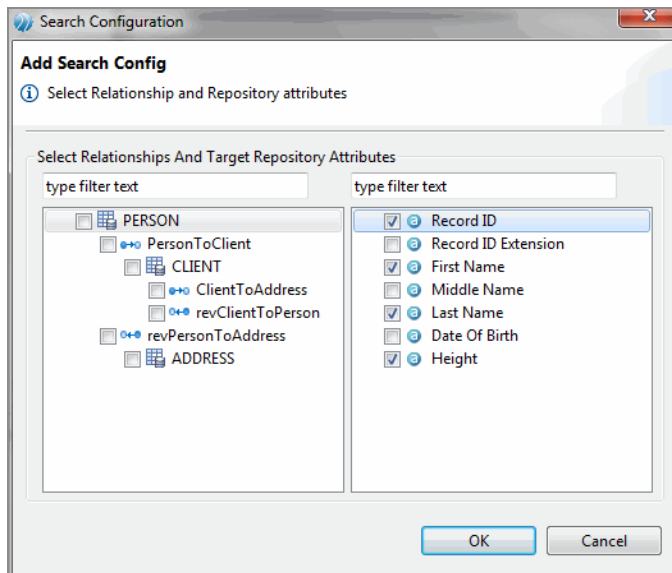 Search Configuration
Add Search Config
Select Relationship and Repository attributes
Select Relationships And Target Repository Attributes
type filter text
PERSON
PersonToClient
CLIENT
ClientToAddress
revClientToPerson
revPersonToAddress
ADDRESS
type filter text
Record ID
Record ID Extension
First Name
Middle Name
Last Name
Date Of Birth
Height
OK
Cancel